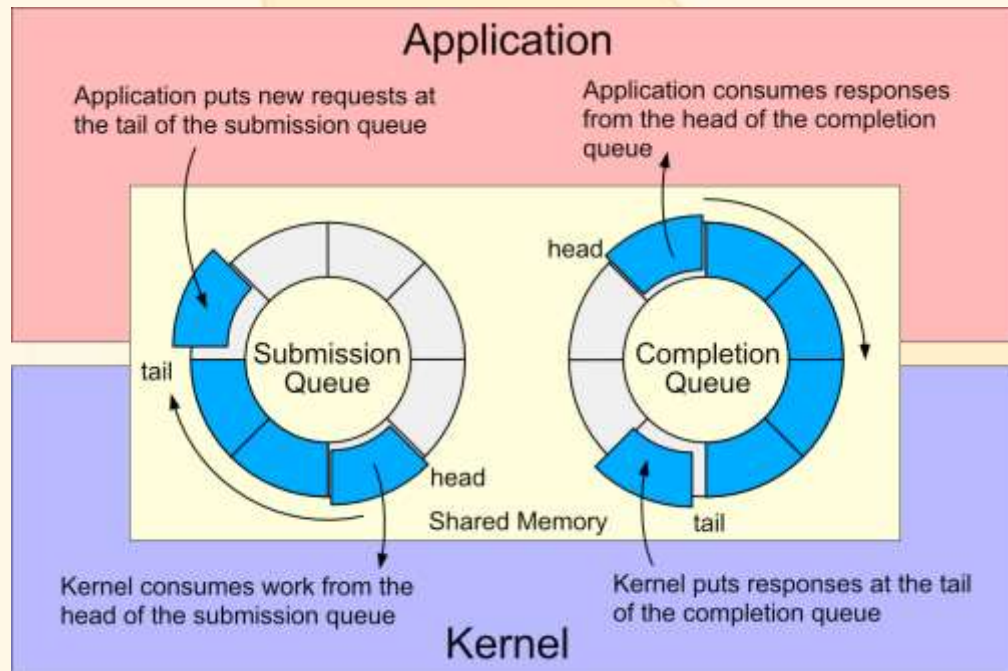 Application
Application puts new requests at
the tail of the submission queue
Application consumes responses
from the head of the completion
queue
head
Submission
Queue
tail
head
Completion
Queue
Shared Memory
tail
Kernel consumes work from the
head of the submission queue
Kernel puts responses at the tail
of the completion queue
Kernel